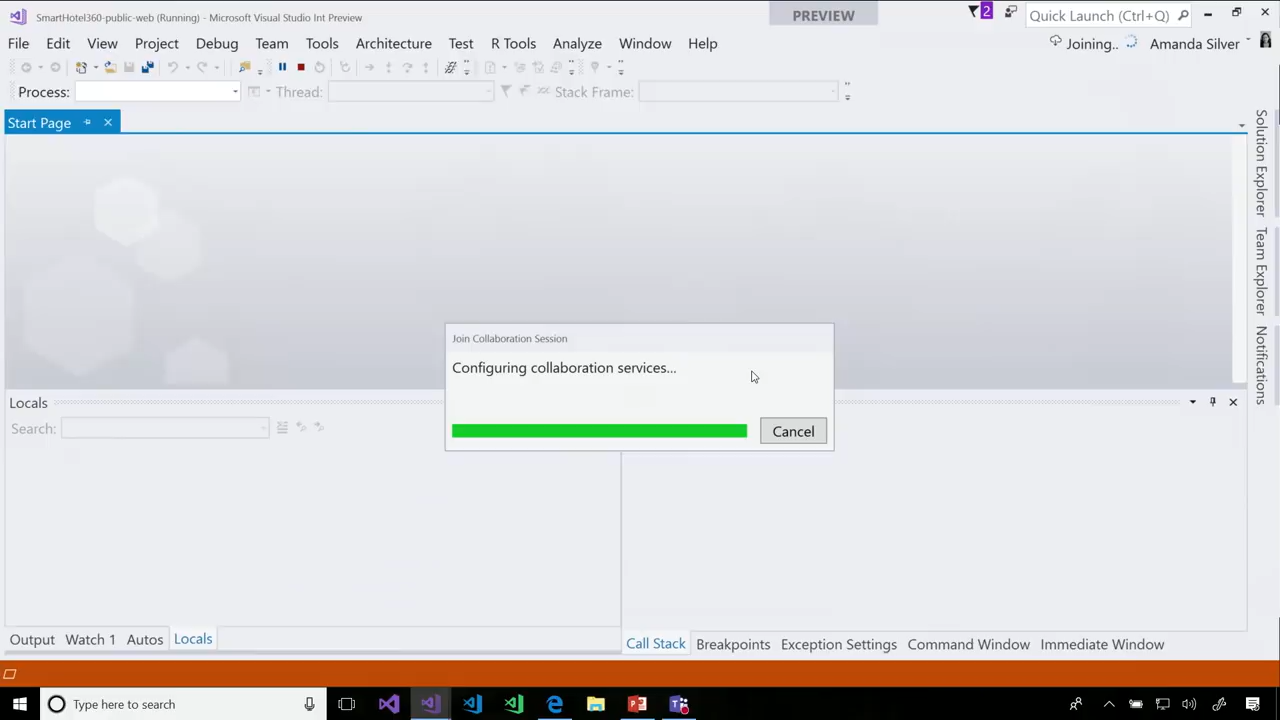 SmartHotel360-public-web (Running) - Microsoft Visual Studio Int Preview
PREVIEW
2
Quick Launch (Ctrl+Q)
File Edit View Project Debug Team Tools Architecture Test R Tools Analyze Window Help
Joining.. Amanda Silver
Process: Thread: Stack Frame:
Start Page
Solution Explorer
Team Explorer
Notifications
Join Collaboration Session
Configuring collaboration services...
Cancel
Locals
Search:
Output Watch 1 Autos Locals
Call Stack Breakpoints Exception Settings Command Window Immediate Window
Type here to search